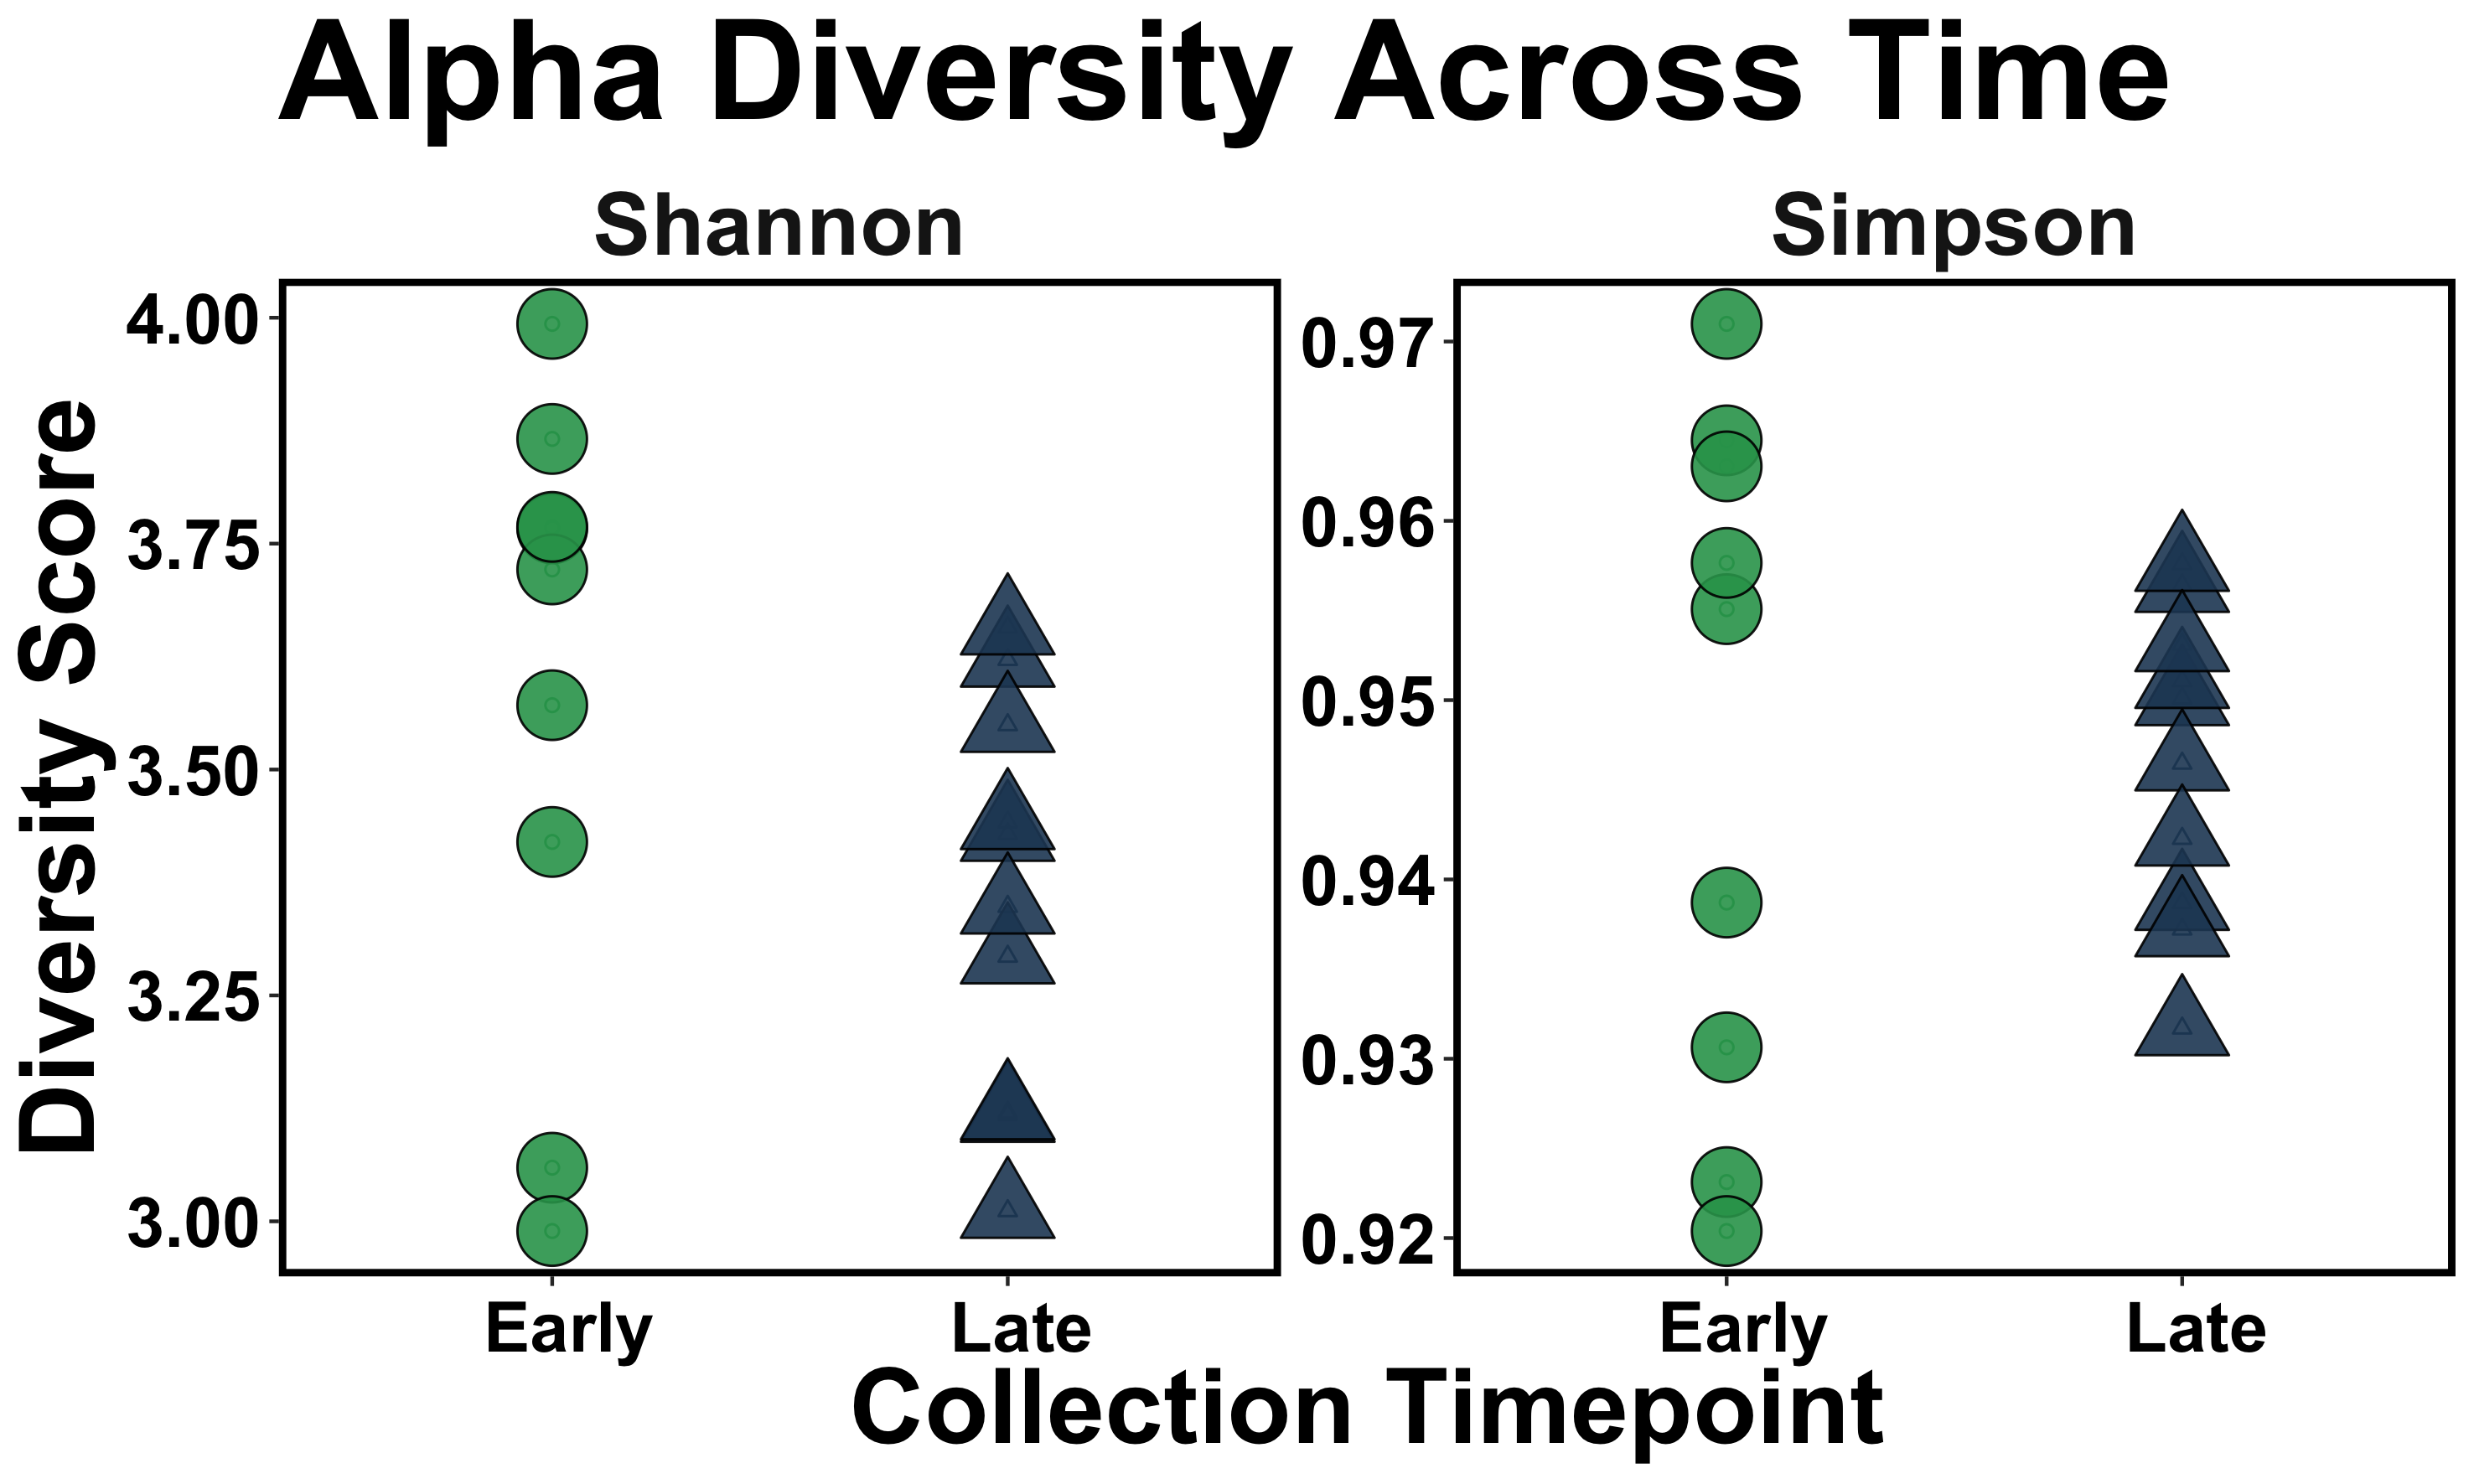 Alpha Diversity Across Time
Shannon
Simpson
Diversity Score
4.00
3.75
3.50
3.25
3.00
0.97
0.96
0.95
0.94
0.93
0.92
Early
Late
Early
Late
Collection Timepoint